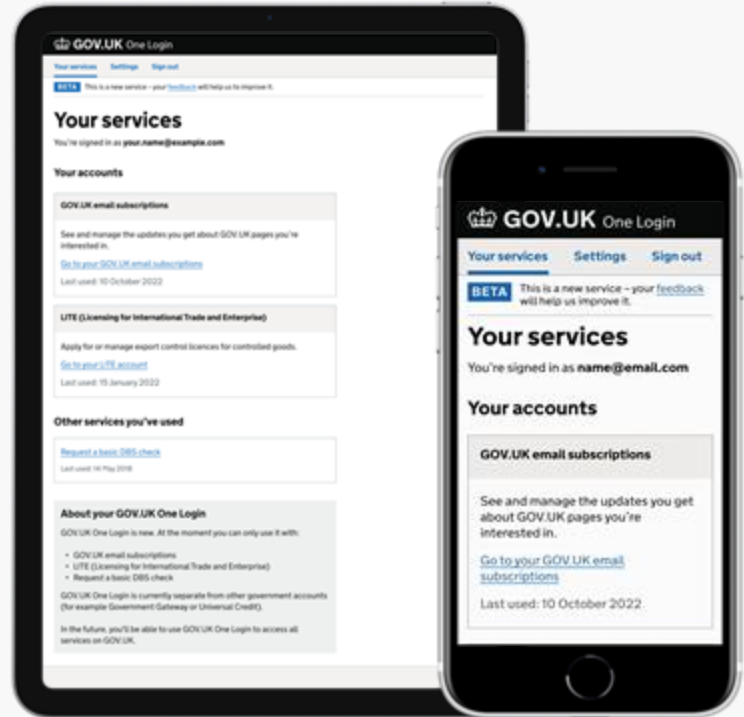 GOV.UK One Login
Your services Settings Sign out
BETA This is a new service – your feedback will help us to improve it.
Your services
You're signed in as your.name@example.com
Your accounts
GOV.UK email subscriptions
See and manage the updates you get about GOV.UK pages you're
interested in.
Go to your GOV.UK email subscriptions
Last used: 10 October 2022
LITE (Licensing for International Trade and Enterprise)
Apply for or manage export control licences for controlled goods.
Go to your LITE account
Last used: 15 January 2022
Other services you've used
Request a basic DBS check
Last used: 14 May 2018
About your GOV.UK One Login
GOV.UK One Login is new. At the moment you can only use it with:
• GOV.UK email subscriptions
• LITE (Licensing for International Trade and Enterprise)
• Request a basic DBS check
GOV.UK One Login is currently separate from other government accounts
(for example Government Gateway or Universal Credit).
In the future, you'll be able to use GOV.UK One Login to access all
services on GOV.UK.
GOV.UK One Login
Your services Settings Sign out
BETA This is a new service – your feedback
will help us improve it.
Your services
You're signed in as name@email.com
Your accounts
GOV.UK email subscriptions
See and manage the updates you get
about GOV.UK pages you're
interested in.
Go to your GOV.UK email
subscriptions
Last used: 10 October 2022